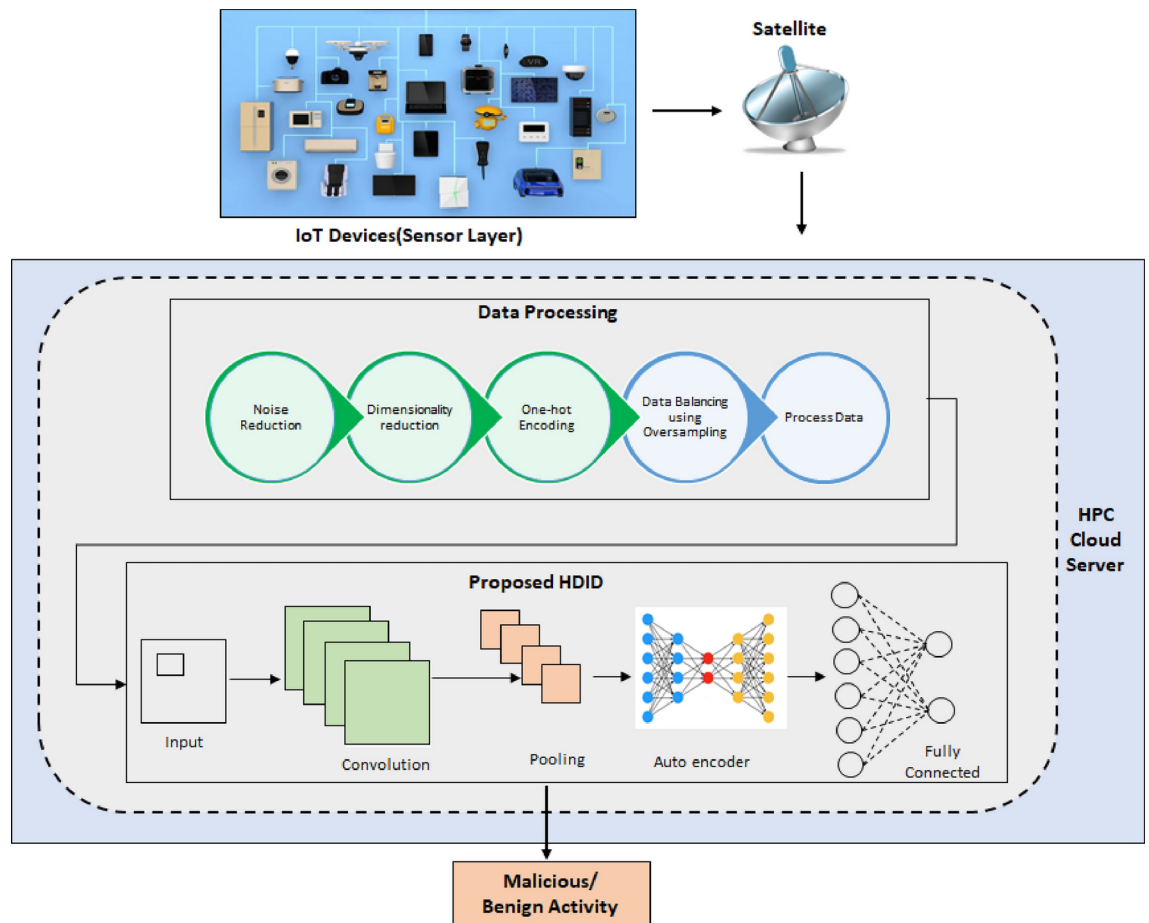 Satellite
VR
IoT Devices(Sensor Layer)
Data Processing
Noise
Reduction
Dimensionality
reduction
One-hot
Encoding
Data Balancing
using
Oversampling
Process Data
HPC
Cloud
Server
Proposed HDID
Input
Convolution
Pooling
Auto encoder
Fully
Connected
Malicious/
Benign Activity